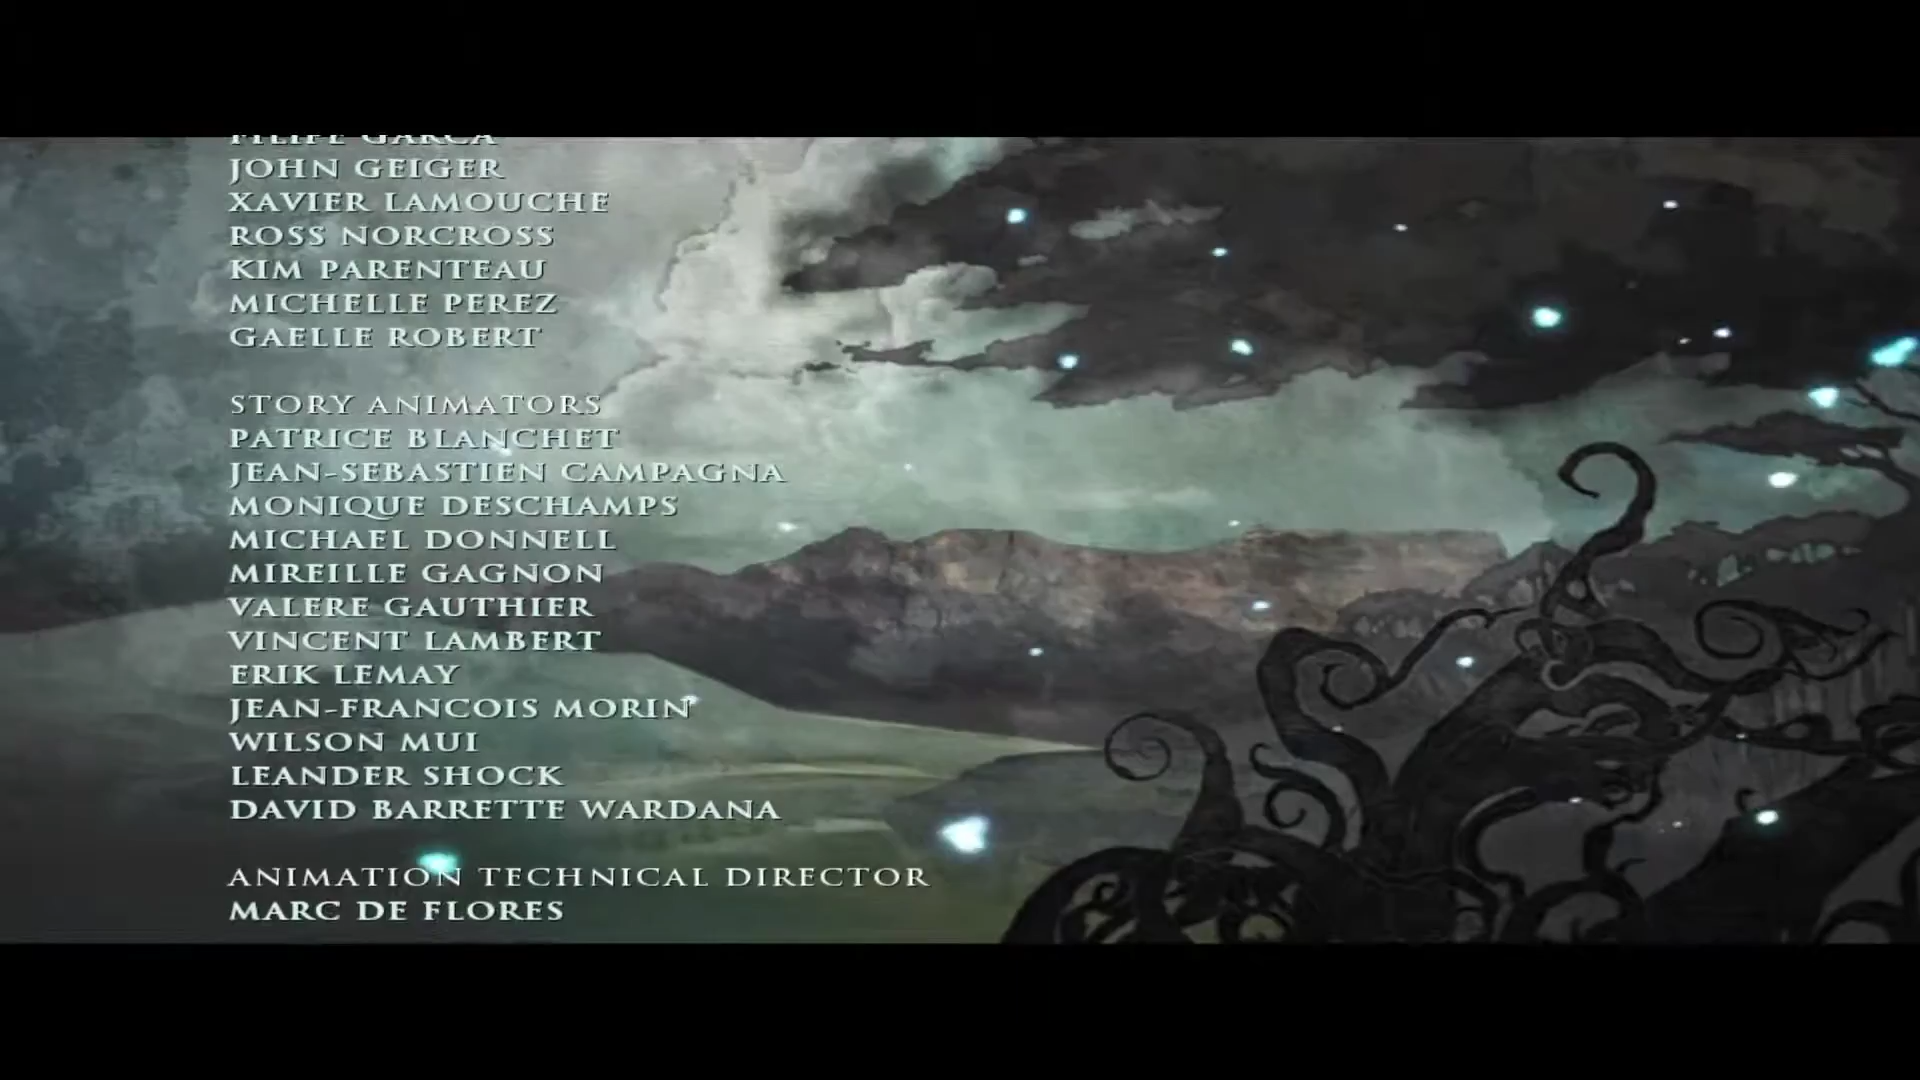 FILIPE GARCA
JOHN GEIGER
XAVIER LAMOUCHE
ROSS NORCROSS
KIM PARENTEAU
MICHELLE PEREZ
GAELLE ROBERT
STORY ANIMATORS
PATRICE BLANCHET
JEAN-SEBASTIEN CAMPAGNA
MONIQUE DESCHAMPS
MICHAEL DONNELL
MIREILLE GAGNON
VALERE GAUTHIER
VINCENT LAMBERT
ERIK LEMAY
JEAN-FRANCOIS MORIN
WILSON MUI
LEANDER SHOCK
DAVID BARRETTE WARDANA
ANIMATION TECHNICAL DIRECTOR
MARC DE FLORES